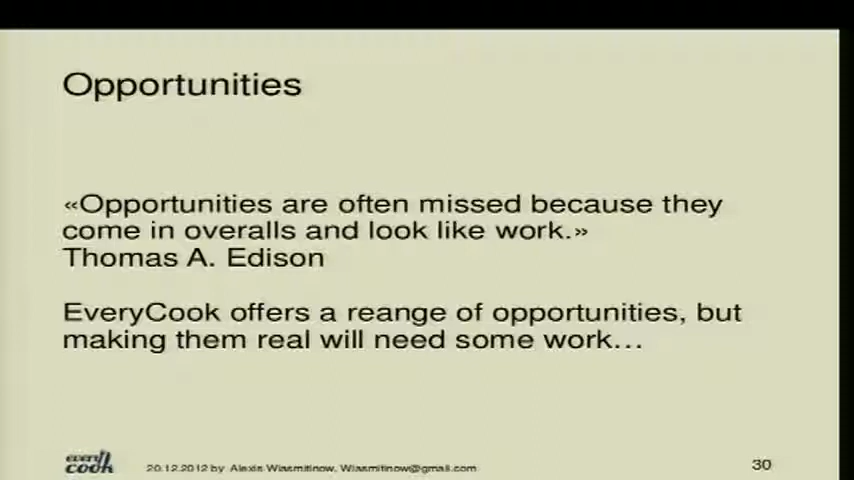 Opportunities
«Opportunities are often missed because they
come in overalls and look like work.»
Thomas A. Edison
EveryCook offers a reange of opportunities, but
making them real will need some work…
every
cook
20.12.2012 by Alexis Wiasmitinow, Wiasmitinow@gmail.com
30